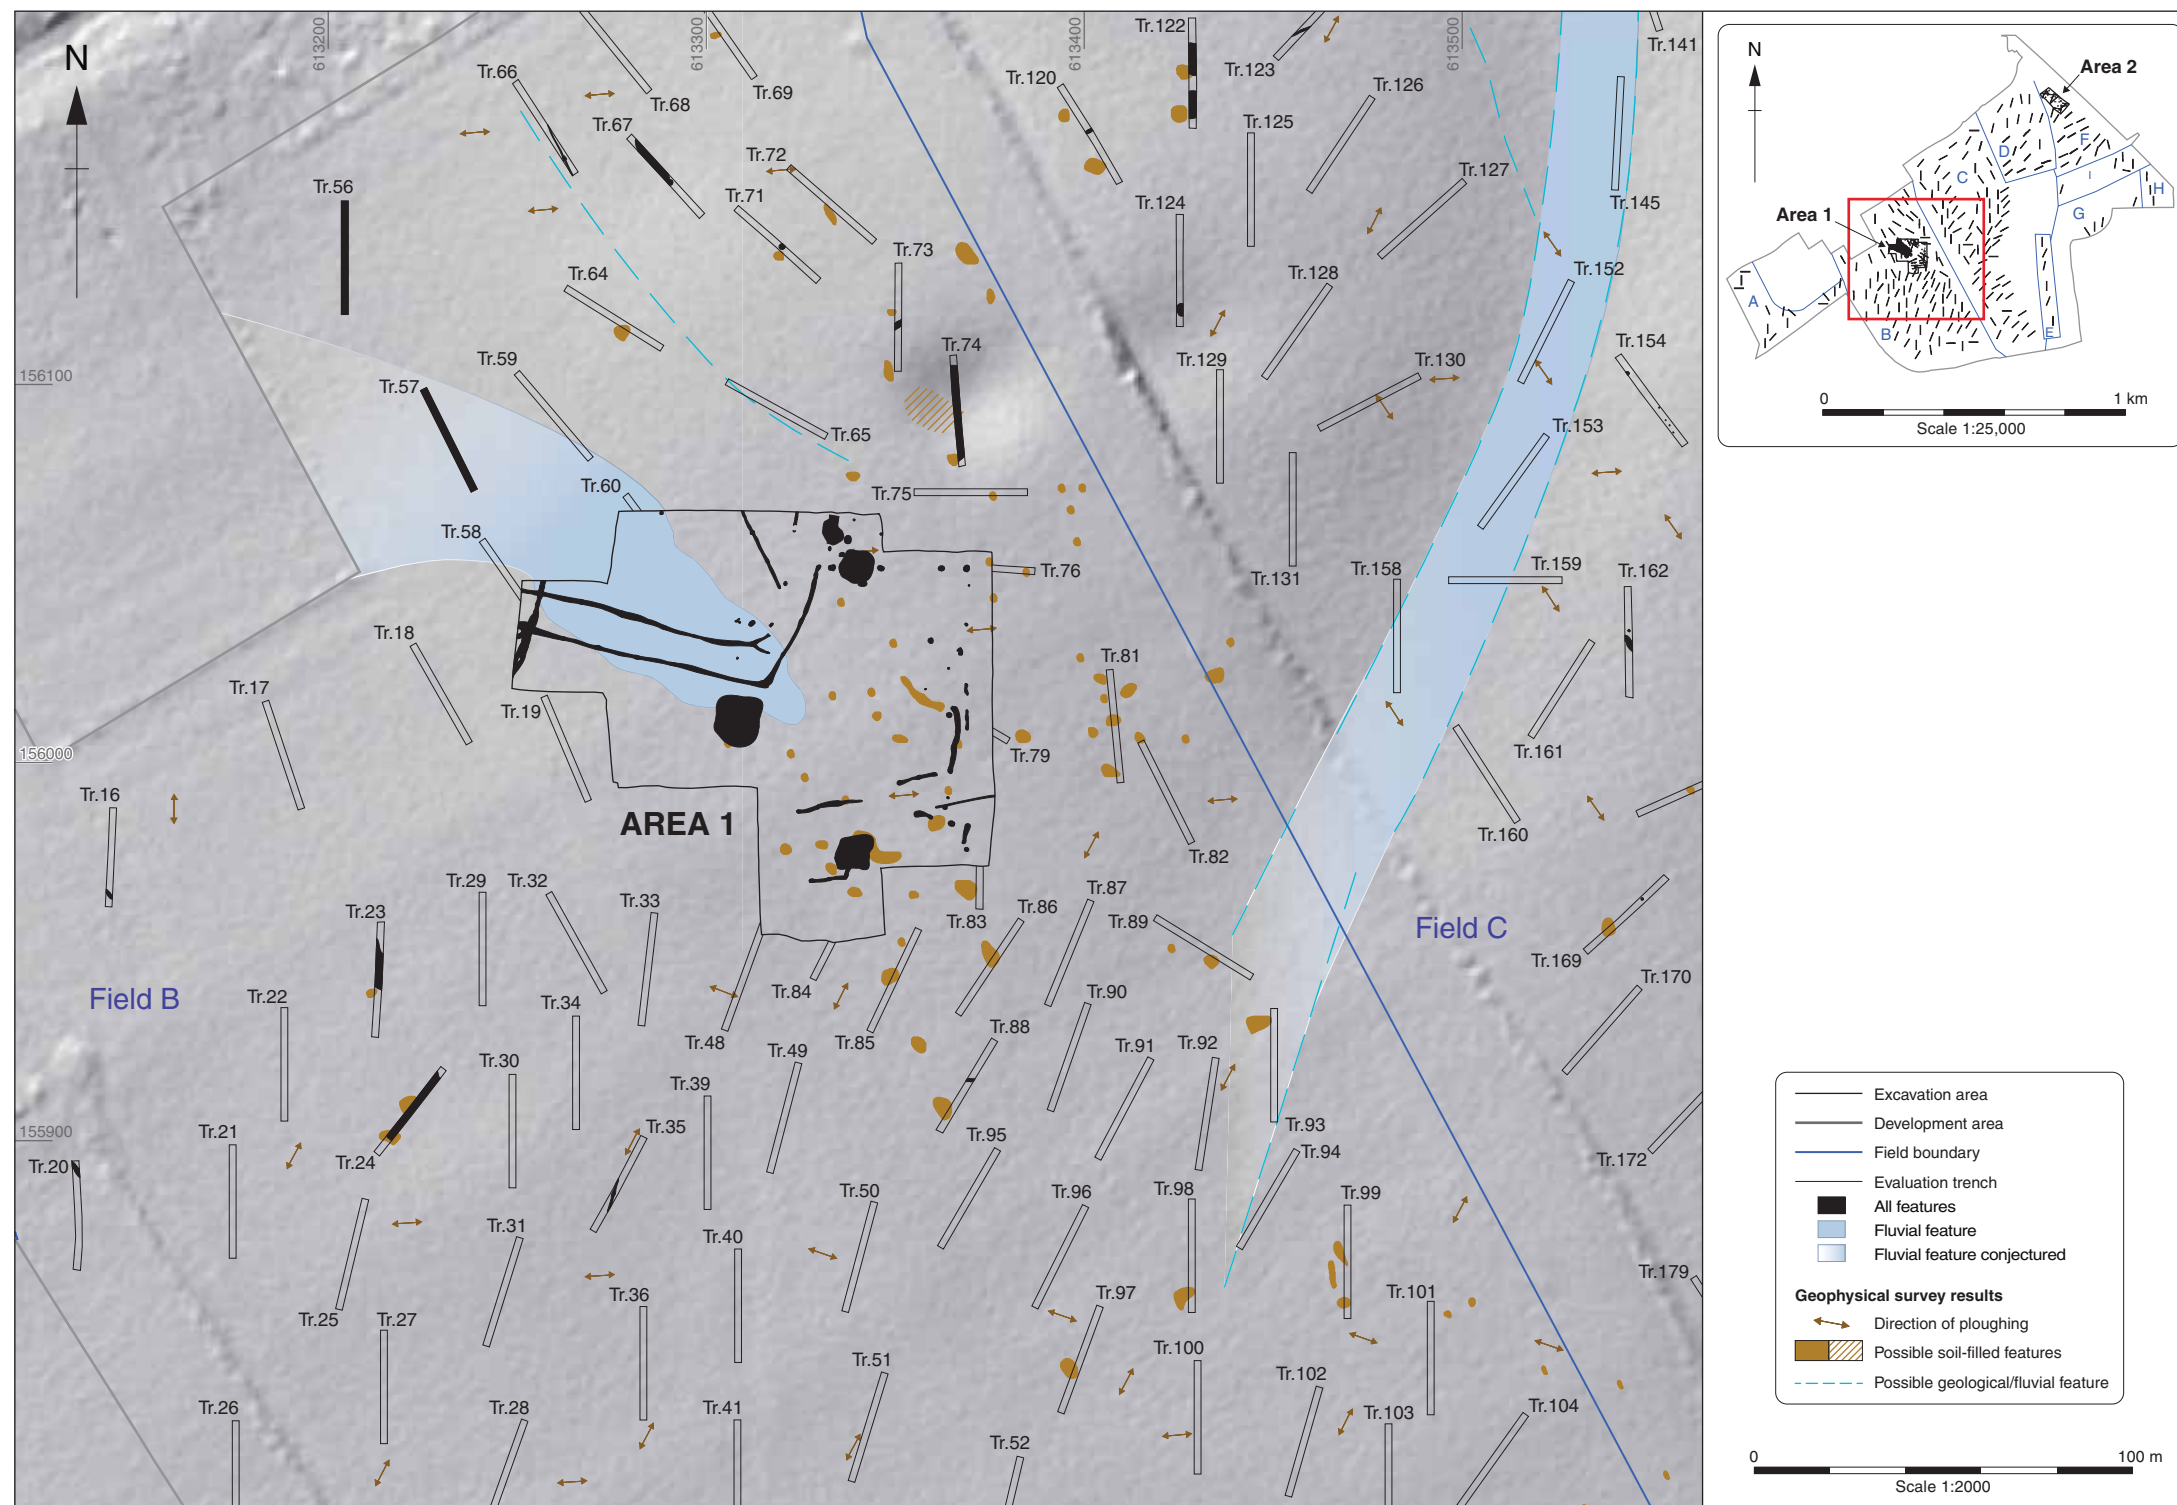 N
613200
613300
613400
613500
156100
156000
155900
Tr.66
Tr.68
Tr.69
Tr.67
Tr.72
Tr.71
Tr.56
Tr.64
Tr.73
Tr.74
Tr.59
Tr.57
Tr.65
Tr.60
Tr.75
Tr.58
Tr.76
Tr.120
Tr.122
Tr.123
Tr.126
Tr.125
Tr.127
Tr.124
Tr.128
Tr.129
Tr.130
Tr.131
Tr.141
Tr.145
Tr.152
Tr.154
Tr.153
Tr.158
Tr.159
Tr.162
Tr.18
Tr.17
Tr.19
Tr.16
Tr.81
Tr.79
Tr.82
Tr.161
Tr.160
AREA 1
Tr.29
Tr.32
Tr.33
Tr.23
Tr.83
Tr.86
Tr.87
Tr.89
Field C
Tr.169
Tr.170
Field B
Tr.22
Tr.34
Tr.48
Tr.84
Tr.85
Tr.88
Tr.90
Tr.91
Tr.92
Tr.30
Tr.49
Tr.39
Tr.35
Tr.21
Tr.20
Tr.24
Tr.95
Tr.93
Tr.94
Tr.172
Tr.50
Tr.96
Tr.98
Tr.99
Tr.31
Tr.40
Tr.25
Tr.27
Tr.36
Tr.97
Tr.101
Tr.179
Tr.100
Tr.51
Tr.102
Tr.26
Tr.28
Tr.41
Tr.52
Tr.103
Tr.104
N
Area 2
Area 1
A
B
C
D
E
F
G
H
I
0
1 km
Scale 1:25,000
Excavation area
Development area
Field boundary
Evaluation trench
All features
Fluvial feature
Fluvial feature conjectured
Geophysical survey results
Direction of ploughing
Possible soil-filled features
Possible geological/fluvial feature
0
100 m
Scale 1:2000